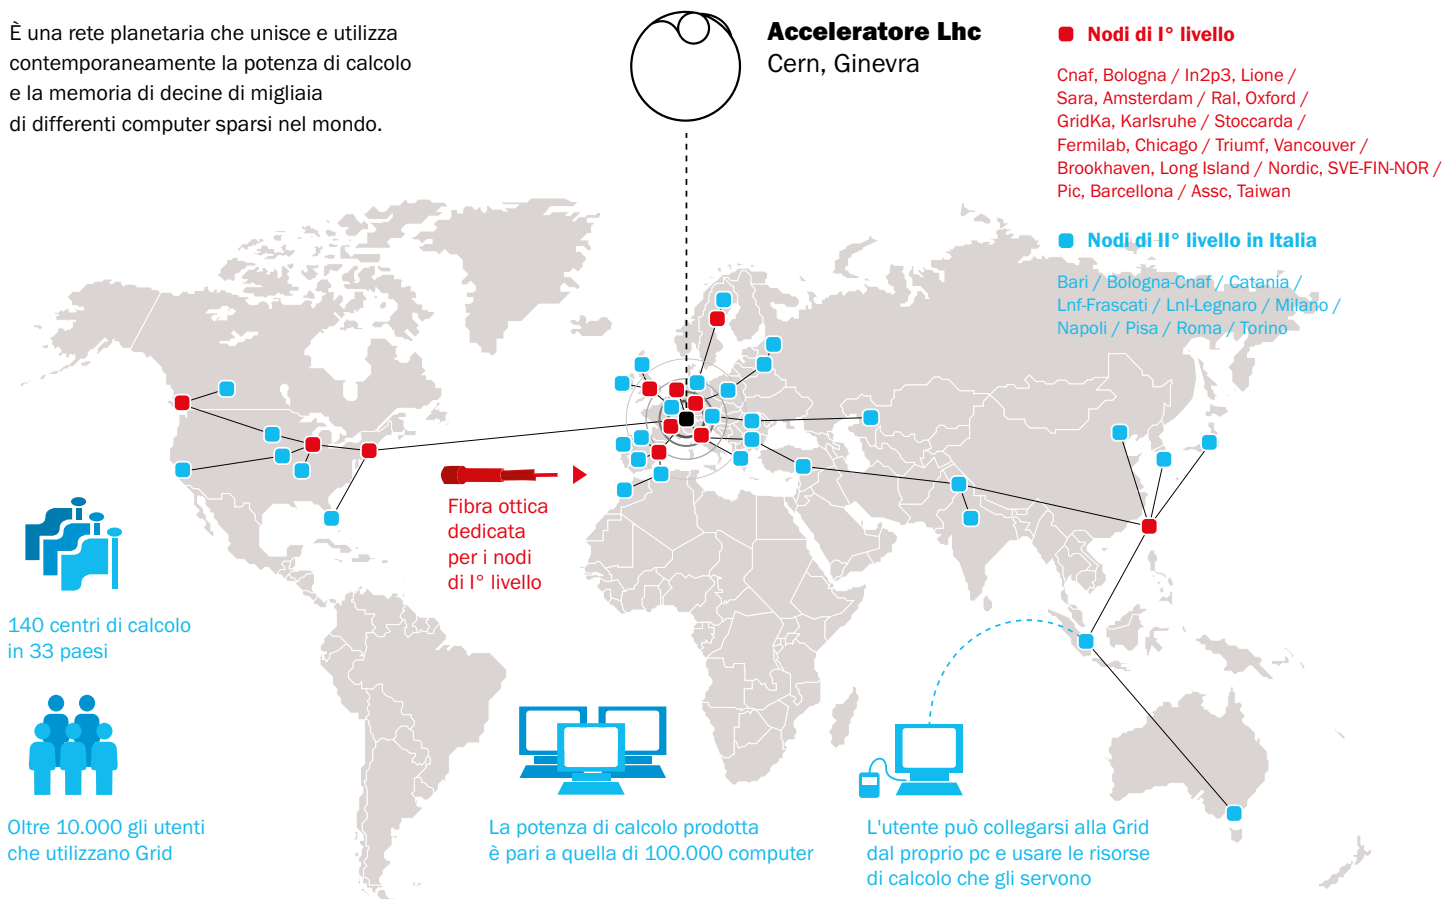 È una rete planetaria che unisce e utilizza
contemporaneamente la potenza di calcolo
e la memoria di decine di migliaia
di differenti computer sparsi nel mondo.
Acceleratore Lhc
Cern, Ginevra
Nodi di I° livello
Cnaf, Bologna / In2p3, Lione /
Sara, Amsterdam / Ral, Oxford /
GridKa, Karlsruhe / Stoccarda /
Fermilab, Chicago / Triumf, Vancouver /
Brookhaven, Long Island / Nordic, SVE-FIN-NOR /
Pic, Barcellona / Assc, Taiwan
Nodi di II° livello in Italia
Bari / Bologna-Cnaf / Catania /
Lnf-Frascati / Lnl-Legnaro / Milano /
Napoli / Pisa / Roma / Torino
Fibra ottica
dedicata
per i nodi
di I° livello
140 centri di calcolo
in 33 paesi
Oltre 10.000 gli utenti
che utilizzano Grid
La potenza di calcolo prodotta
è pari a quella di 100.000 computer
L'utente può collegarsi alla Grid
dal proprio pc e usare le risorse
di calcolo che gli servono